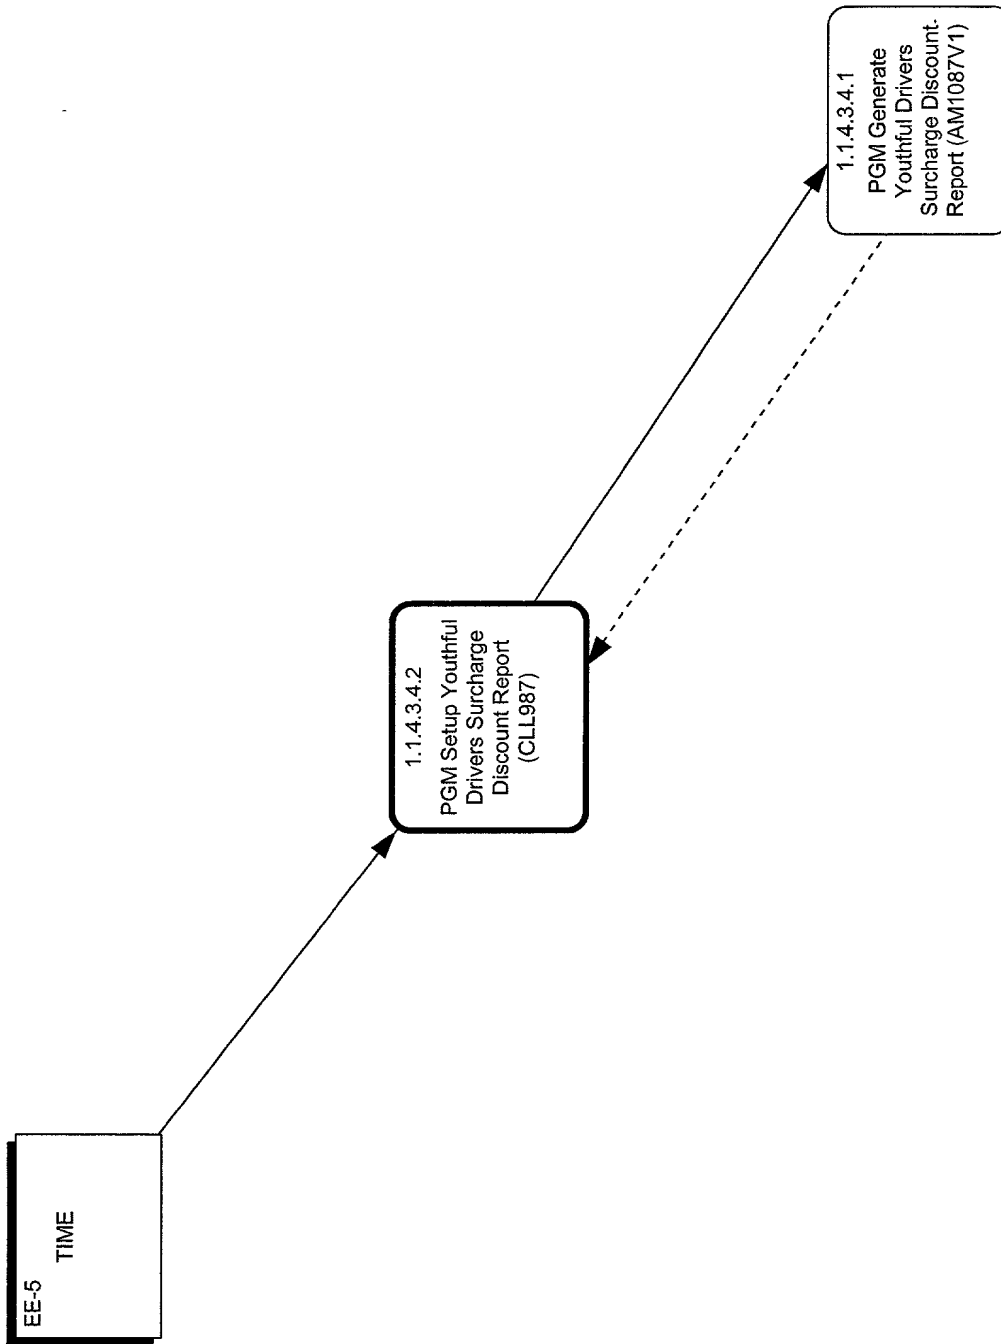 EE-5
TIME
1.1.4.3.4.2
PGM Setup Youthful
Drivers Surcharge
Discount Report
(CLL987)
1.1.4.3.4.1
PGM Generate
Youthful Drivers
Surcharge Discount-
Report (AM1087V1)